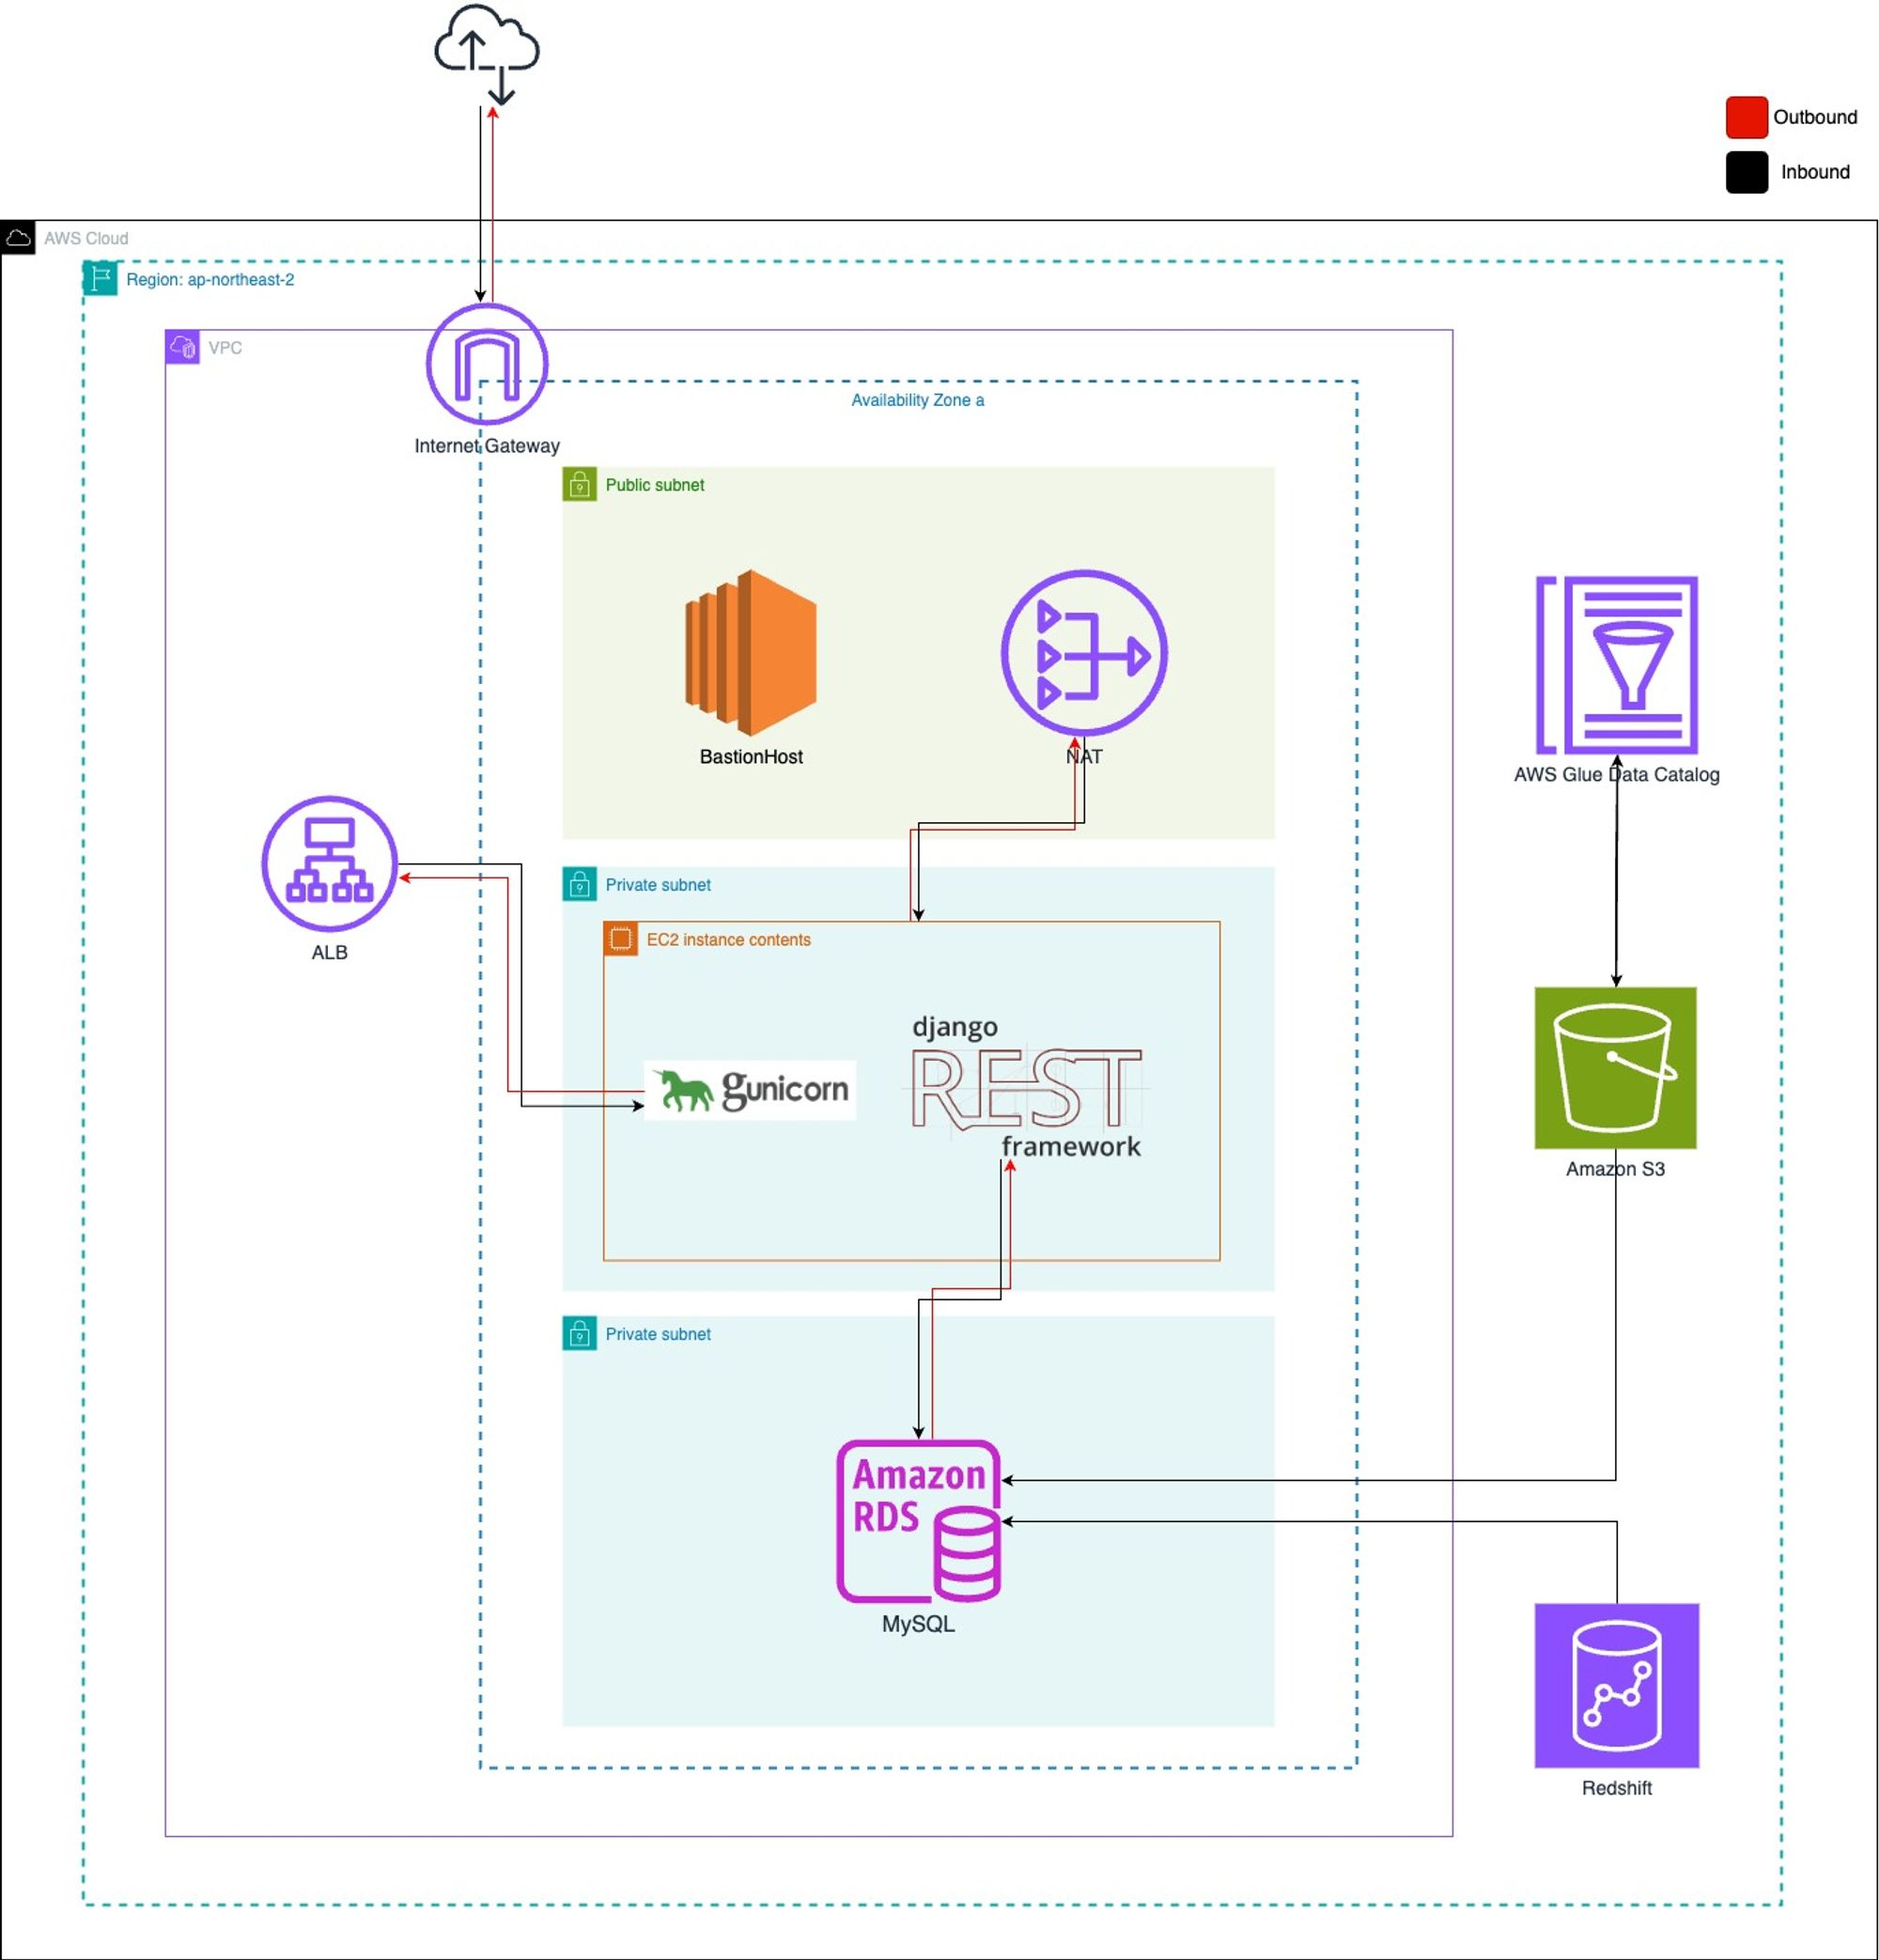 Outbound
Inbound
AWS Cloud
Region: ap-northeast-2
VPC
Internet Gateway
Availability Zone a
Public subnet
BastionHost
NAT
AWS Glue Data Catalog
ALB
Private subnet
EC2 instance contents
gunicorn
django
REST
framework
Amazon S3
Private subnet
Amazon
RDS
MySQL
Redshift